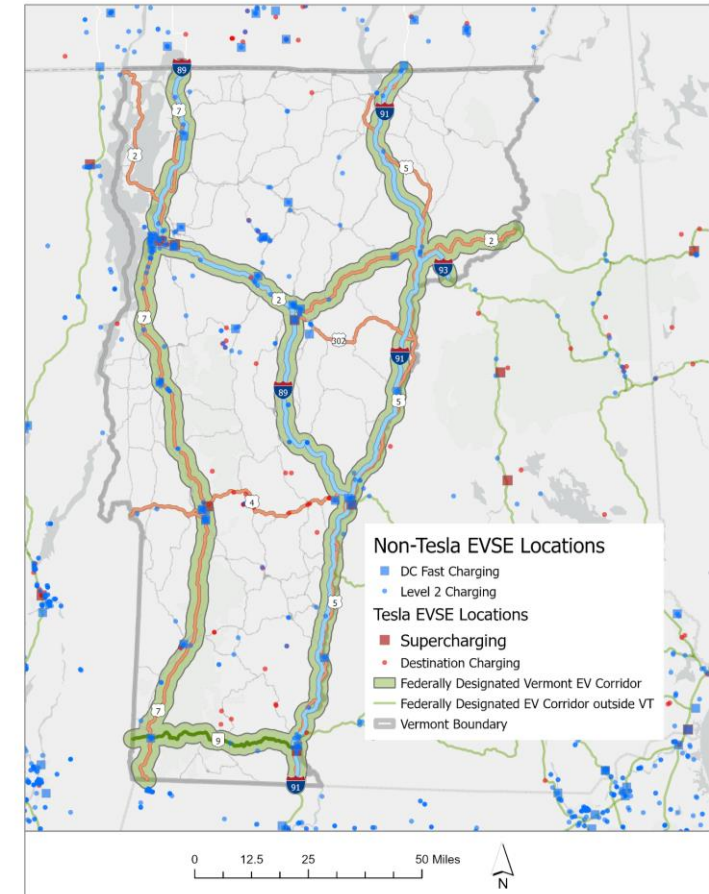 89
7
91
2
5
2
93
2
7
302
91
89
5
4
Non-Tesla EVSE Locations
DC Fast Charging
Level 2 Charging
Tesla EVSE Locations
Supercharging
Destination Charging
Federally Designated Vermont EV Corridor
Federally Designated EV Corridor outside VT
Vermont Boundary
5
7
9
91
0 12.5 25 50 Miles
N